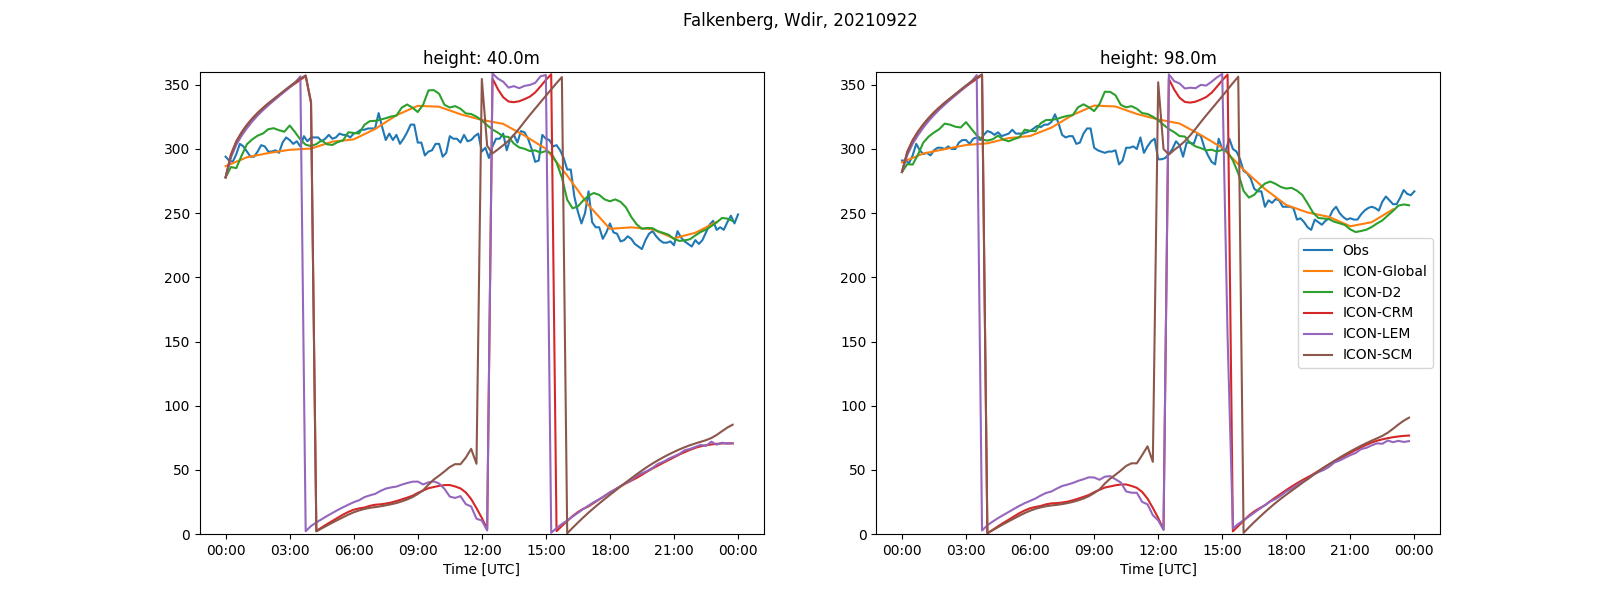 Falkenberg, Wdir, 20210922
height: 40.0m
350
300
250
200
150
100
50
0
00:00 03:00 06:00 09:00 12:00 15:00 18:00 21:00 00:00
Time [UTC]
height: 98.0m
350
300
250
200
150
100
50
0
00:00 03:00 06:00 09:00 12:00 15:00 18:00 21:00 00:00
Time [UTC]
Obs
ICON-Global
ICON-D2
ICON-CRM
ICON-LEM
ICON-SCM